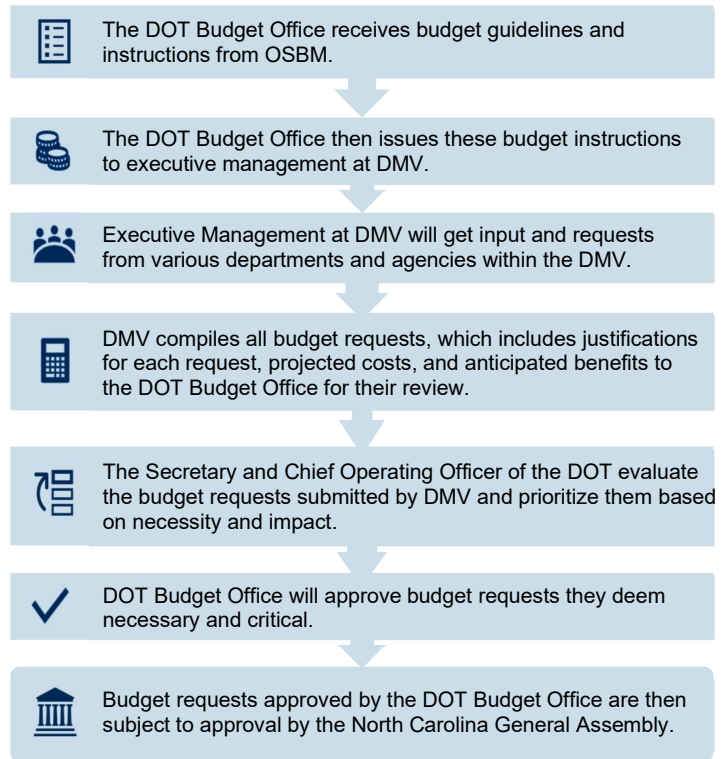 The DOT Budget Office receives budget guidelines and
instructions from OSBM.
The DOT Budget Office then issues these budget instructions
to executive management at DMV.
Executive Management at DMV will get input and requests
from various departments and agencies within the DMV.
DMV compiles all budget requests, which includes justifications
for each request, projected costs, and anticipated benefits to
the DOT Budget Office for their review.
The Secretary and Chief Operating Officer of the DOT evaluate
the budget requests submitted by DMV and prioritize them based
on necessity and impact.
DOT Budget Office will approve budget requests they deem
necessary and critical.
Budget requests approved by the DOT Budget Office are then
subject to approval by the North Carolina General Assembly.